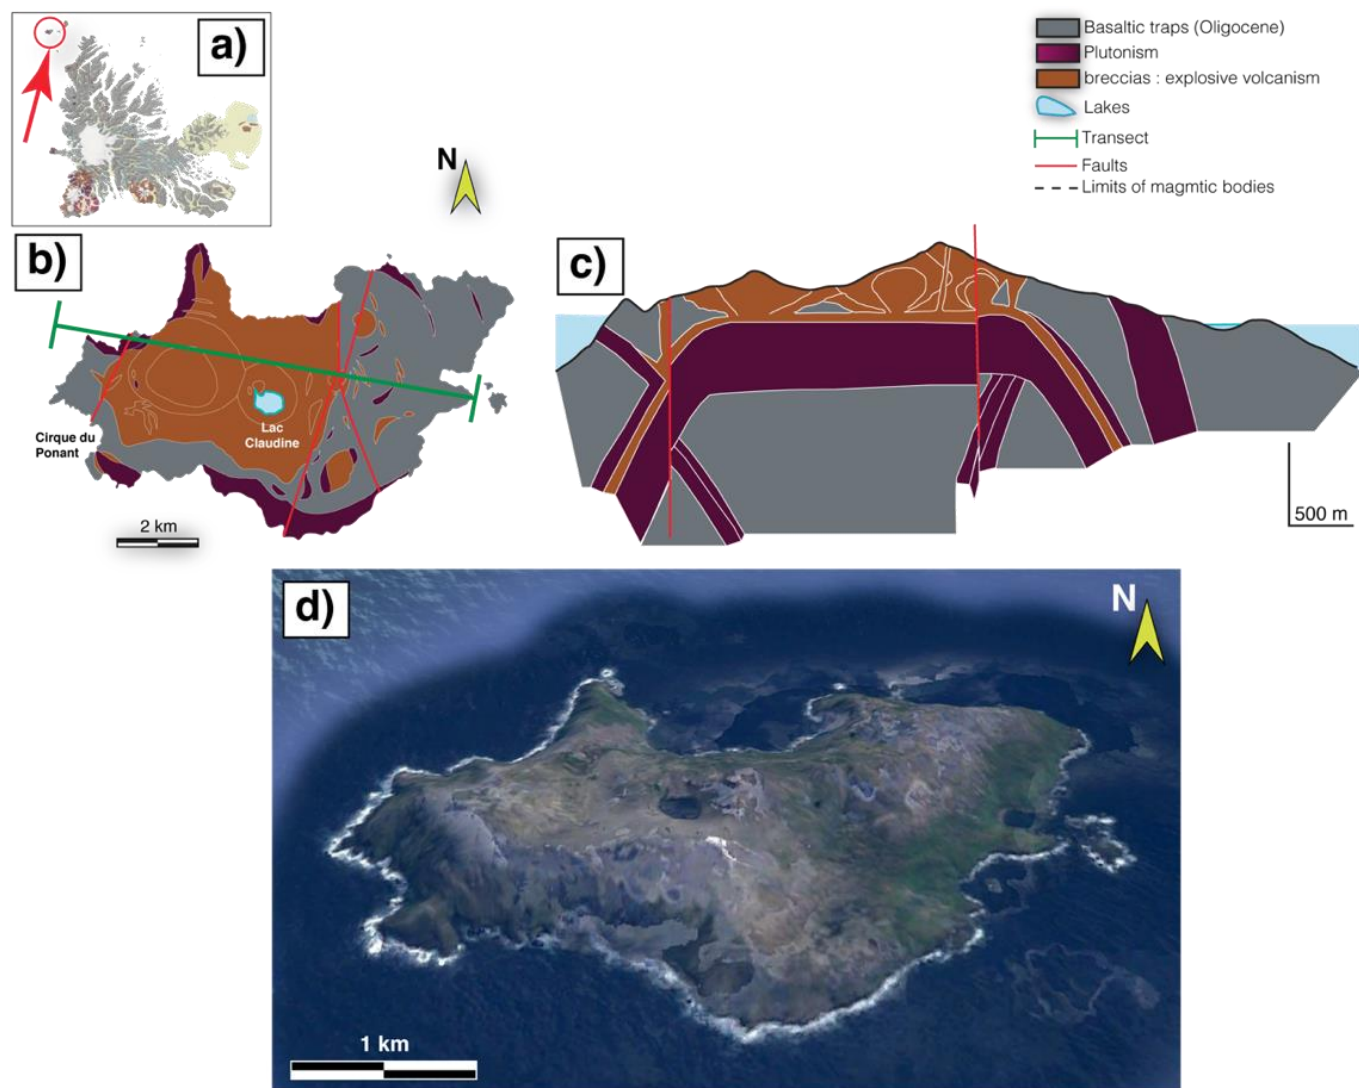 a)
Basaltic traps (Oligocene)
Plutonism
breccias : explosive volcanism
Lakes
Transect
Faults
Limits of magmtic bodies
N
b)
Lac
Claudine
Cirque du
Ponant
2 km
c)
500 m
d)
N
1 km